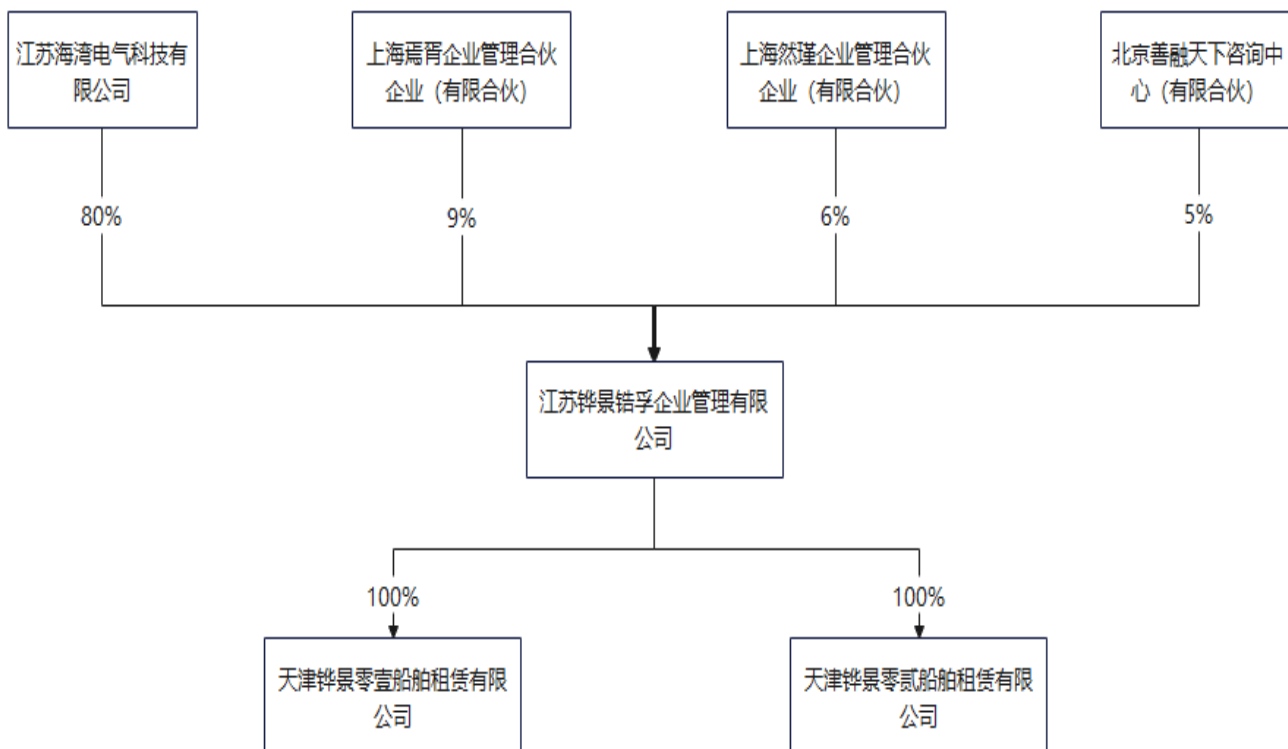 江苏海湾电气科技有
限公司
上海焉胥企业管理合伙
企业（有限合伙）
上海然瑾企业管理合伙
企业（有限合伙）
北京善融天下咨询中
心（有限合伙）
80%
9%
6%
5%
江苏铧景锆孚企业管理有限
公司
100%
100%
天津铧景零壹船舶租赁有限
公司
天津铧景零贰船舶租赁有限
公司